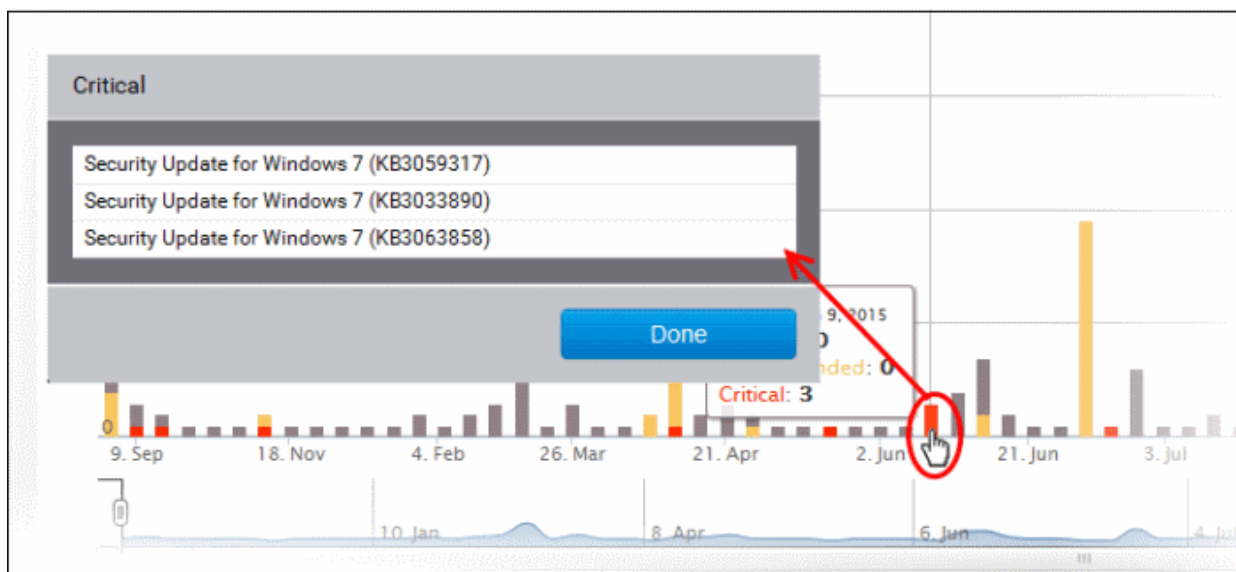 Critical
Security Update for Windows 7 (KB3059317)
Security Update for Windows 7 (KB3033890)
Security Update for Windows 7 (KB3063858)
Done
9, 2015
0
Critical: 3
0
9. Sep
18. Nov
4. Feb
26. Mar
21. Apr
2. Jun
21. Jun
3. Jul
10. Jan
8. Apr
6. Jun